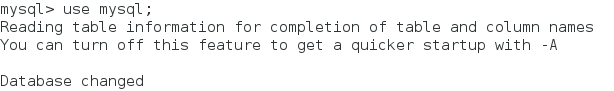 mysql> use mysql;
Reading table information for completion of table and column names
You can turn off this feature to get a quicker startup with -A
Database changed